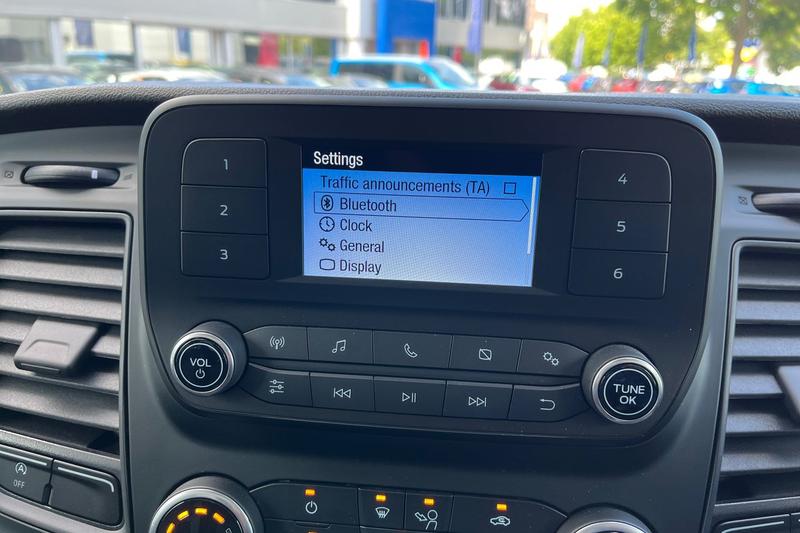 Settings
Traffic announcements (TA)
Bluetooth
Clock
General
Display
1
2
3
4
5
6
VOL
TUNE
OK
A
OFF